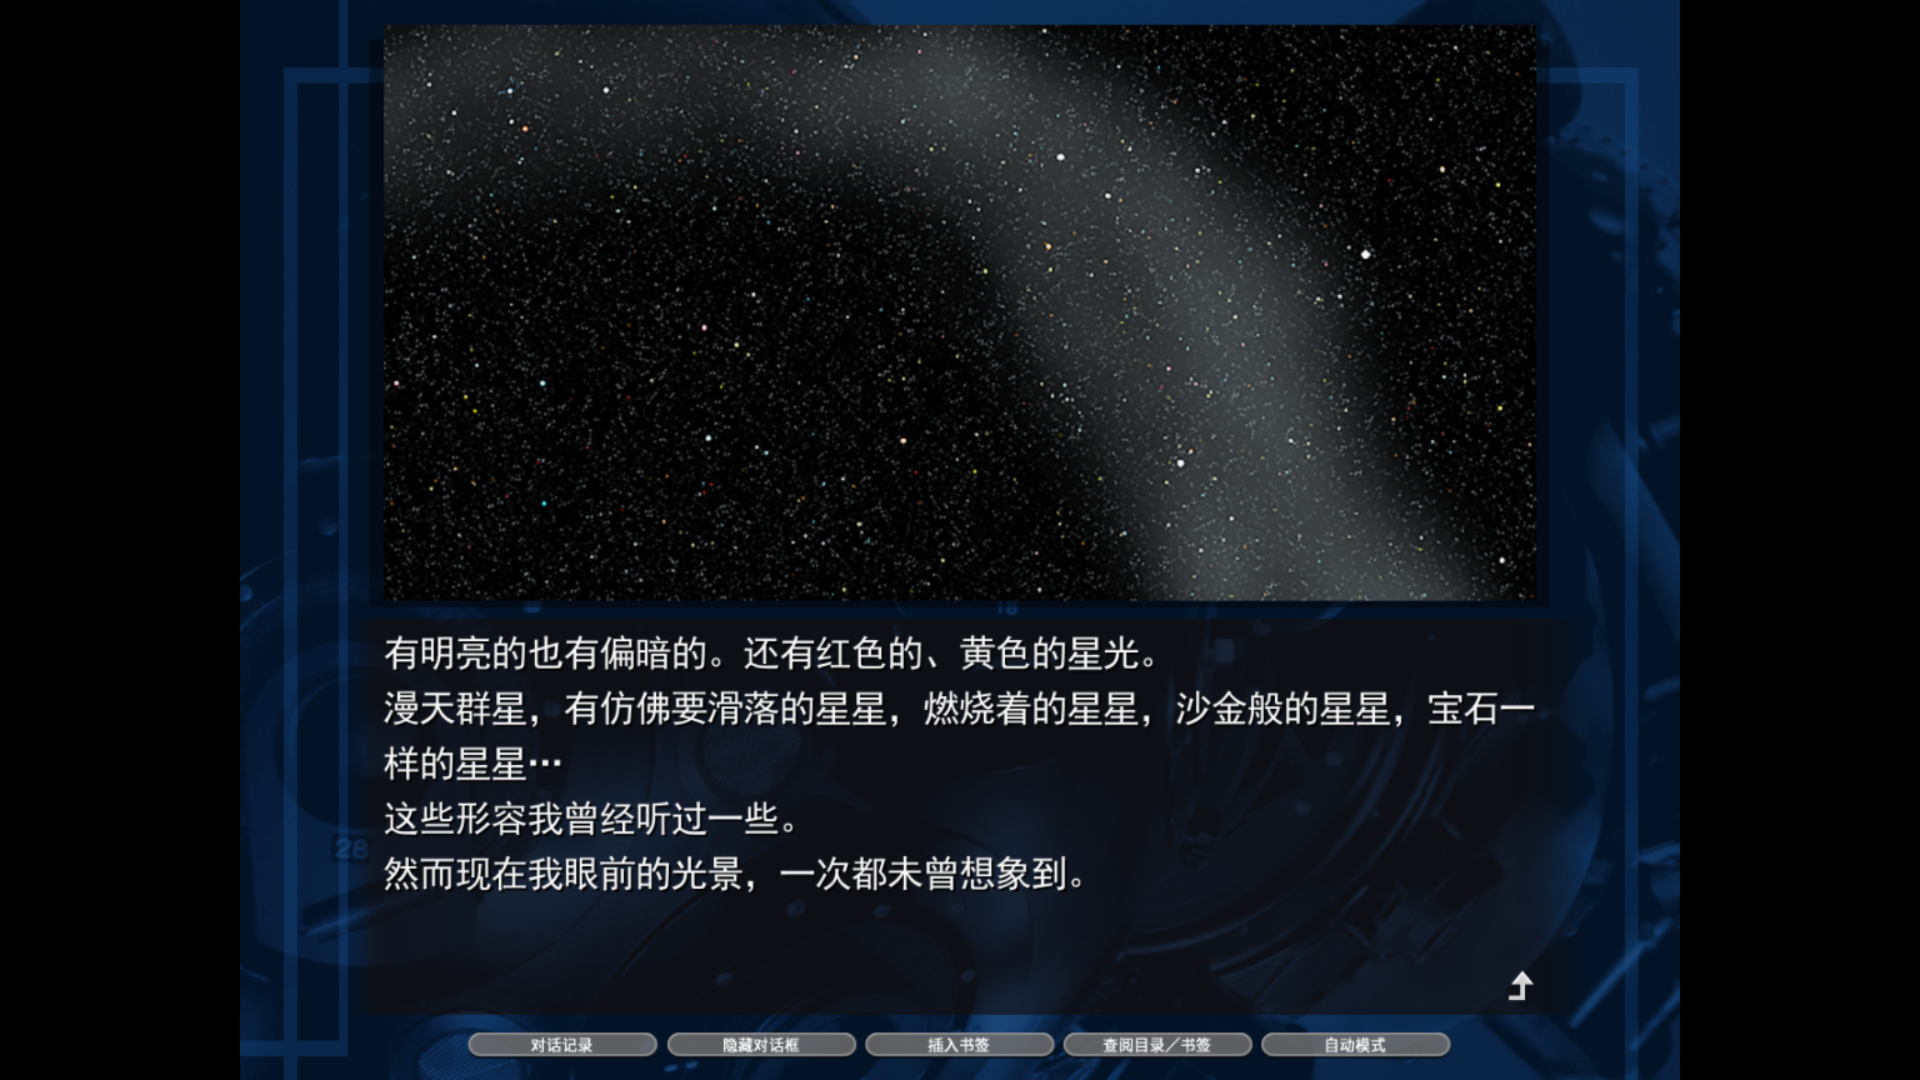 有明亮的也有偏暗的。还有红色的、黄色的星光。
漫天群星，有仿佛要滑落的星星，燃烧着的星星，沙金般的星星，宝石一
样的星星…
这些形容我曾经听过一些。
然而现在我眼前的光景，一次都未曾想象到。
18
28
对话记录
隐藏对话框
插入书签
查阅目录／书签
自动模式